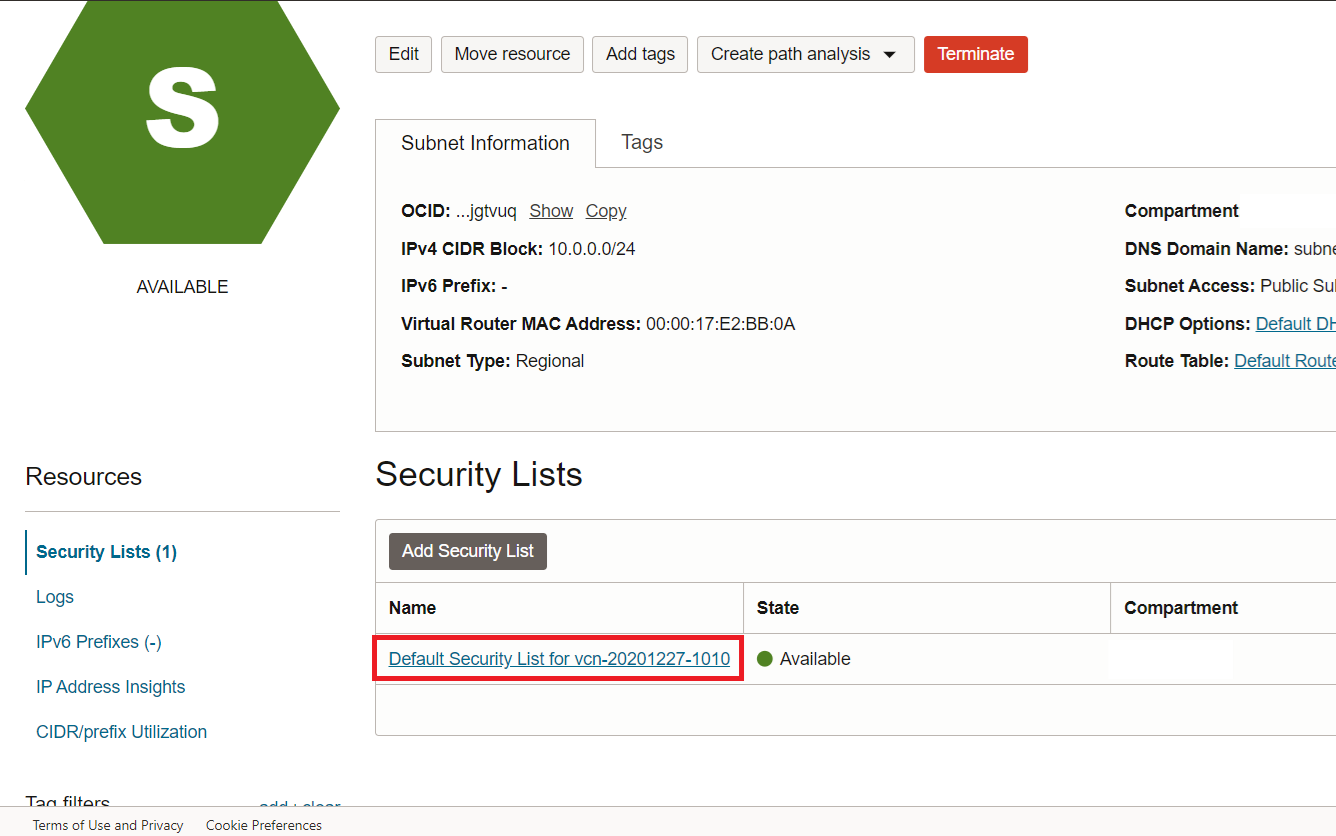 S
Edit Move resource Add tags Create path analysis Terminate
Subnet Information Tags
OCID: ...jgtvuq Show Copy
IPv4 CIDR Block: 10.0.0.0/24
IPv6 Prefix: -
Virtual Router MAC Address: 00:00:17:E2:BB:0A
Subnet Type: Regional
Compartment
DNS Domain Name: subne
Subnet Access: Public Su
DHCP Options: Default DH
Route Table: Default Route
AVAILABLE
Resources
Security Lists (1)
Logs
IPv6 Prefixes (-)
IP Address Insights
CIDR/prefix Utilization
Tag filters add clear
Security Lists
Add Security List
Name State Compartment
Default Security List for vcn-20201227-1010 Available
Terms of Use and Privacy Cookie Preferences